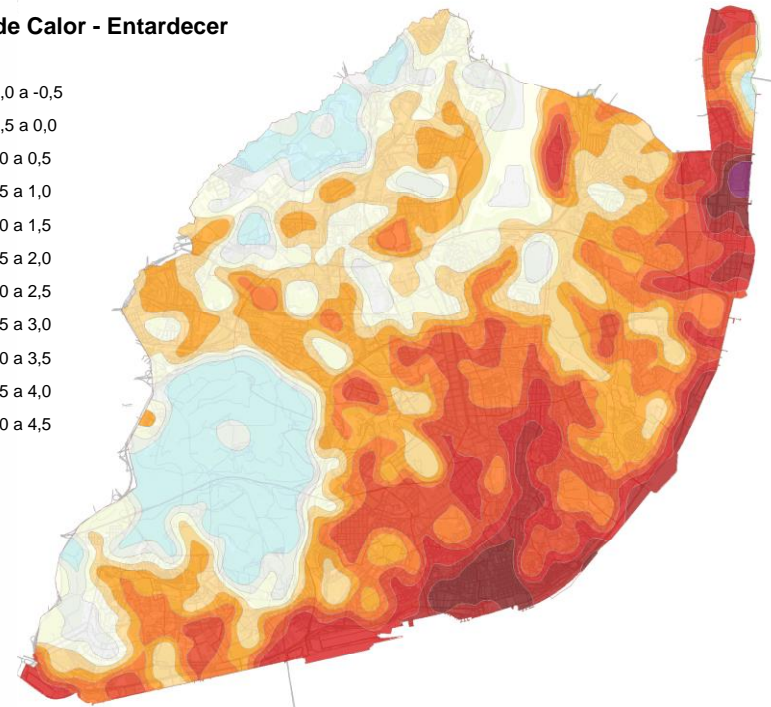 de Calor - Entardecer
,0 a -0,5
,5 a 0,0
0 a 0,5
5 a 1,0
0 a 1,5
5 a 2,0
0 a 2,5
5 a 3,0
0 a 3,5
5 a 4,0
0 a 4,5